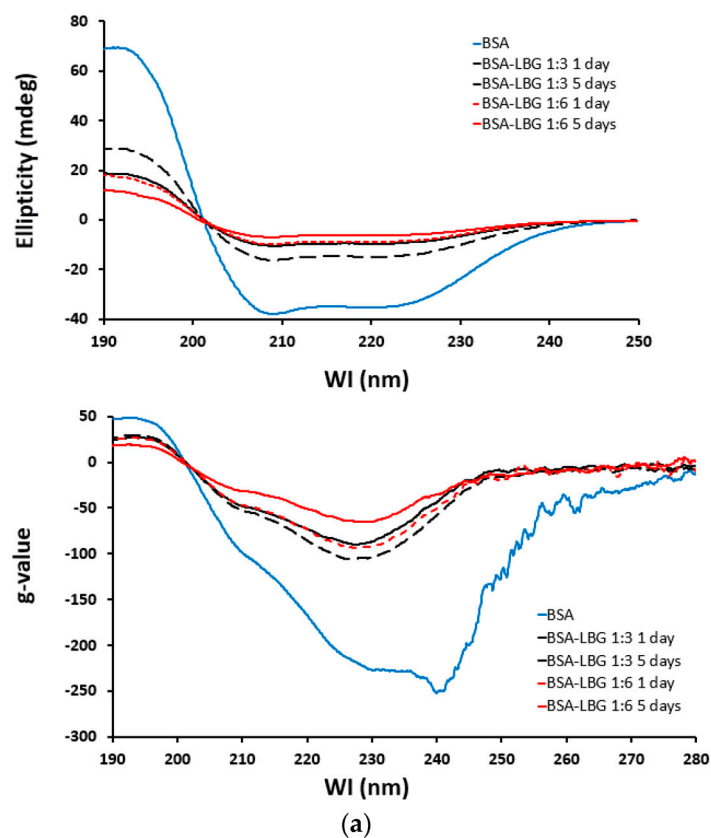 80
60
40
20
0
-20
-40
Ellipticity (mdeg)
BSA
BSA-LBG 1:3 1 day
BSA-LBG 1:3 5 days
BSA-LBG 1:6 1 day
BSA-LBG 1:6 5 days
190 200 210 220 230 240 250
Wl (nm)
50
0
-50
-100
-150
-200
-250
-300
g-value
BSA
BSA-LBG 1:3 1 day
BSA-LBG 1:3 5 days
BSA-LBG 1:6 1 day
BSA-LBG 1:6 5 days
190 200 210 220 230 240 250 260 270 280
Wl (nm)
(a)